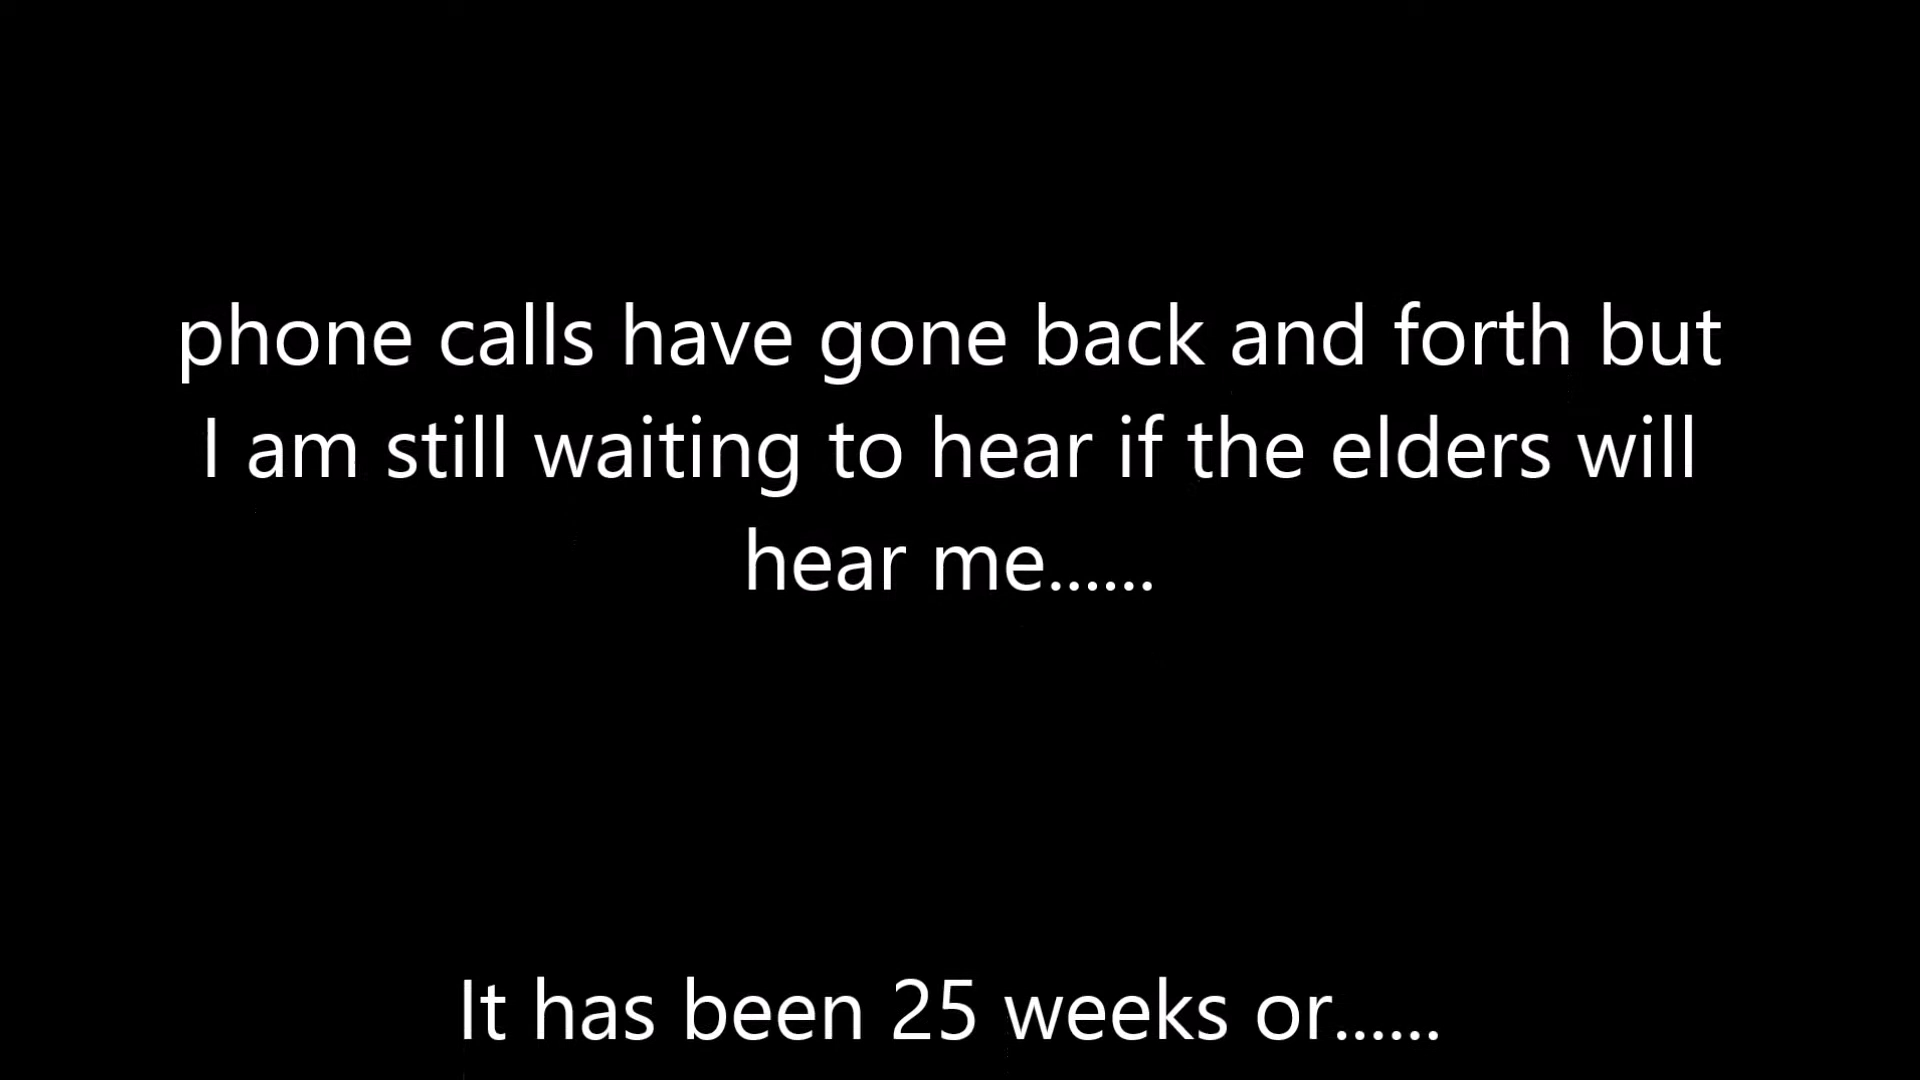 phone calls have gone back and forth but
I am still waiting to hear if the elders will
hear me......
It has been 25 weeks or......